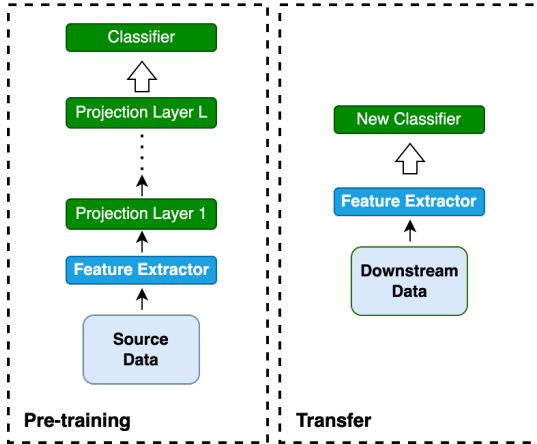 Classifier
Projection Layer L
Projection Layer 1
Feature Extractor
Source
Data
Pre-training
New Classifier
Feature Extractor
Downstream
Data
Transfer